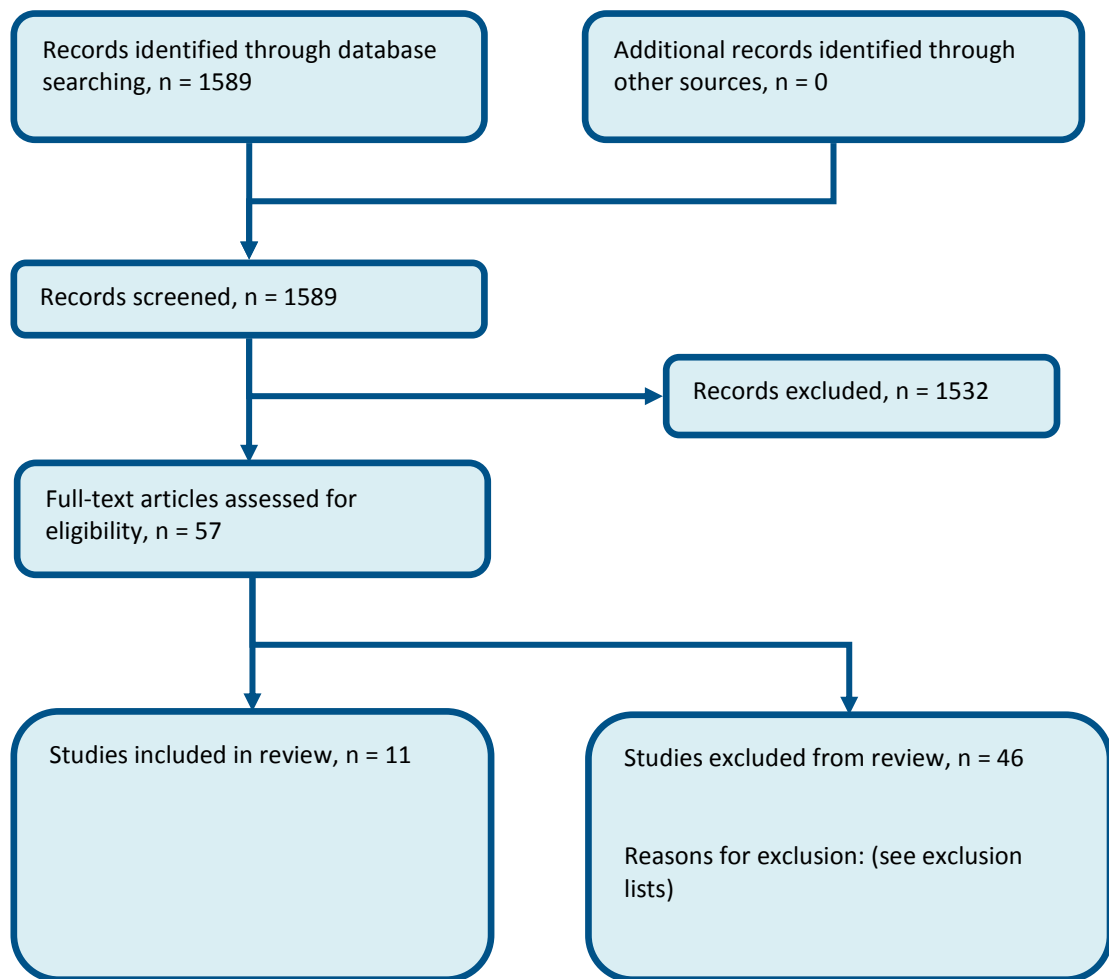 Records identified through database
searching, n = 1589
Additional records identified through
other sources, n = 0
Records screened, n = 1589
Records excluded, n = 1532
Full-text articles assessed for
eligibility, n = 57
Studies included in review, n = 11
Studies excluded from review, n = 46
Reasons for exclusion: (see exclusion
lists)